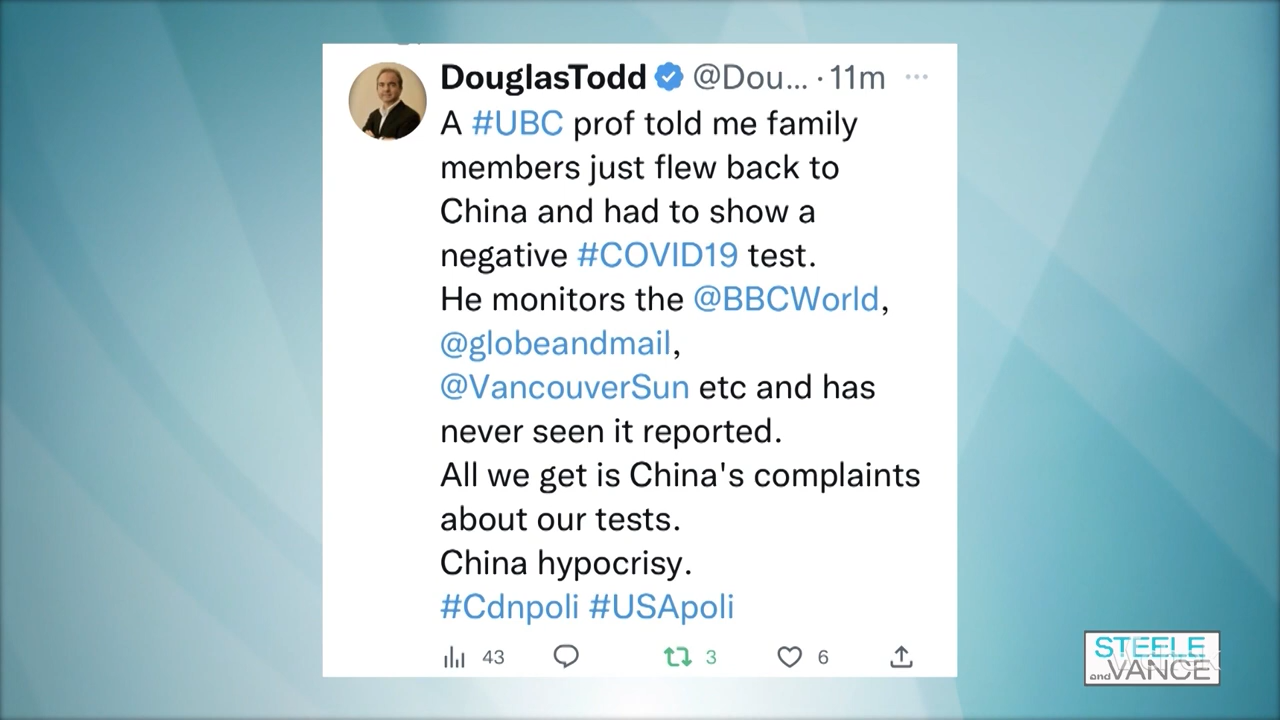 DouglasTodd @Dou... · 11m ...
A #UBC prof told me family
members just flew back to
China and had to show a
negative #COVID19 test.
He monitors the @BBCWorld,
@globeandmail,
@VancouverSun etc and has
never seen it reported.
All we get is China's complaints
about our tests.
China hypocrisy.
#Cdnpoli #USApoli
43 3 6
STEELE
and VANCE